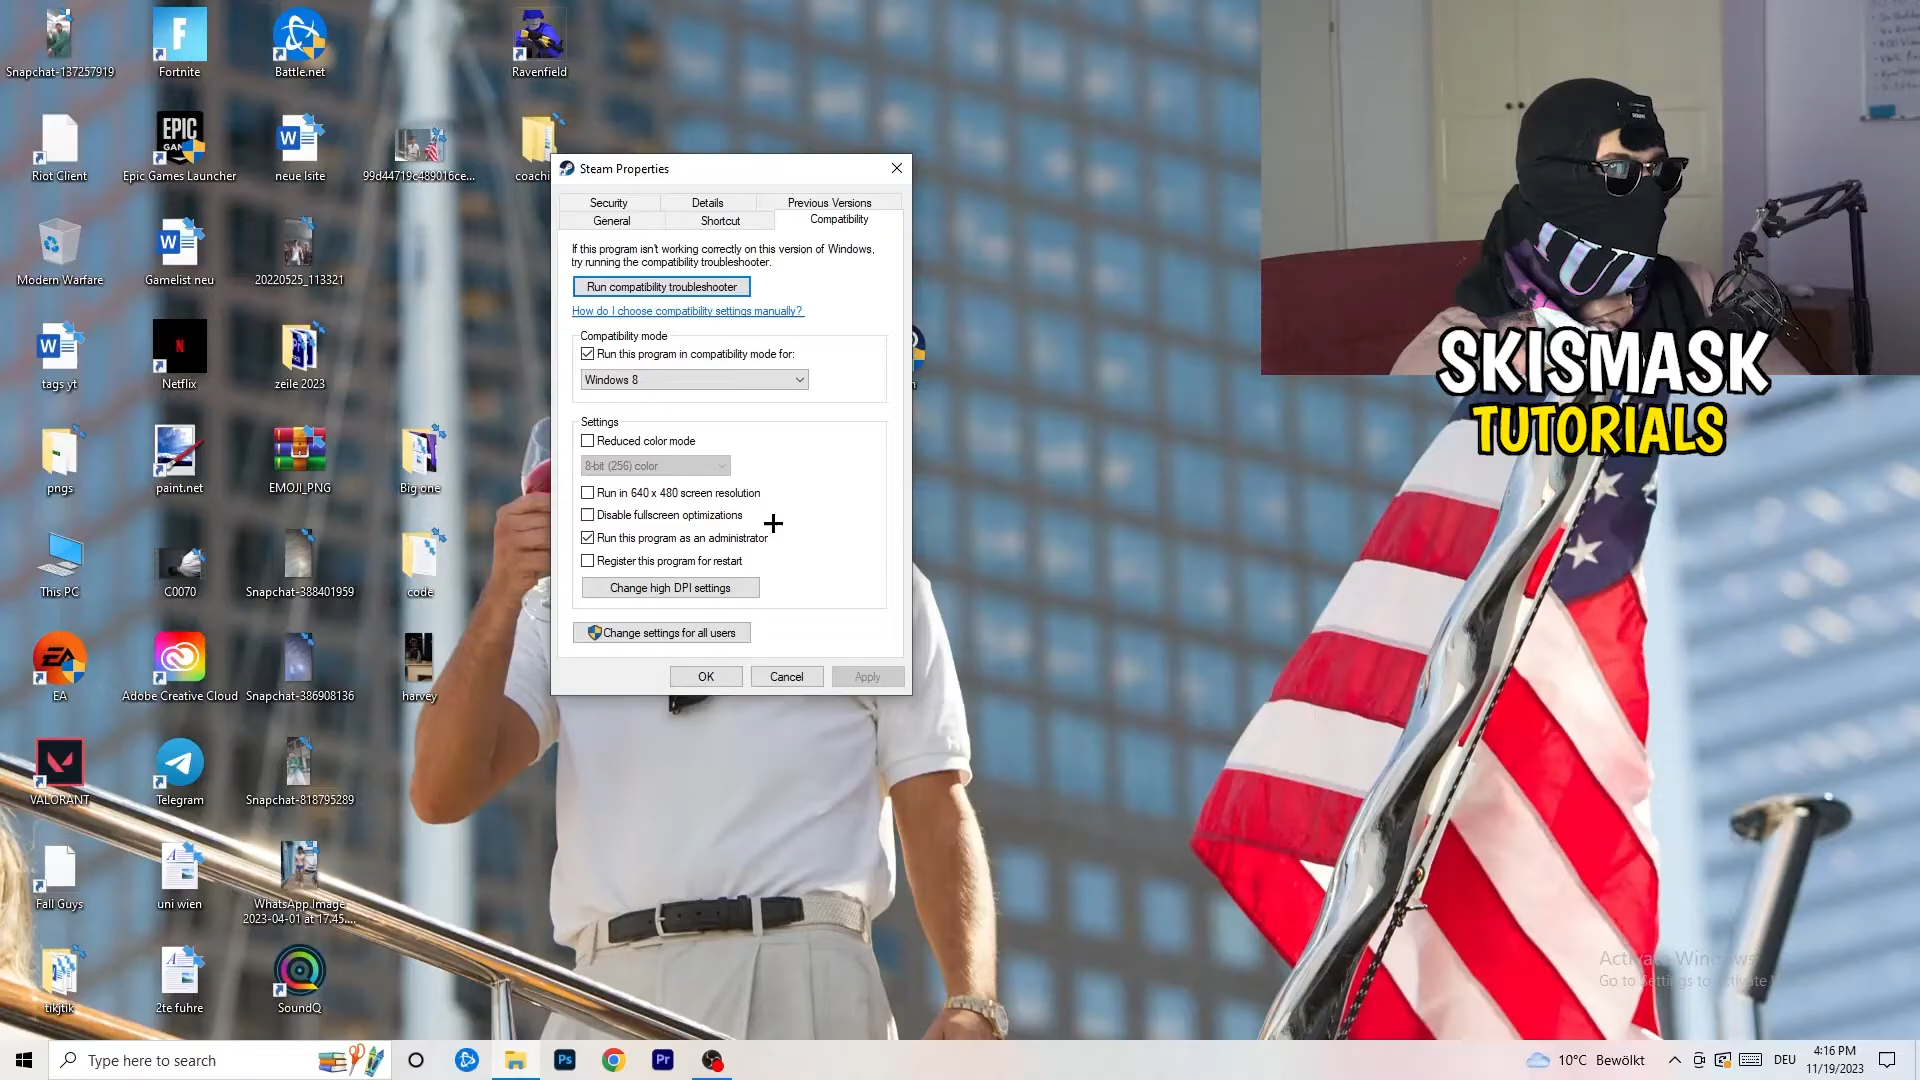 Snapchat-137257919
Fortnite
Battle.net
Ravenfield
Riot Client
Epic Games Launcher
neue lsite
99d44719c489016ce...
Modern Warfare
Gamelist neu
20220525_113321
tags yt
Netflix
zeile 2023
pngs
paint.net
EMOJI_PNG
Big one
This PC
C0070
Snapchat-388401959
code
EA
Adobe Creative Cloud
Snapchat-386908136
harvey
VALORANT
Telegram
Snapchat-818795289
Fall Guys
uni wien
WhatsApp Image
2023-04-01 at 17.45....
tikjtik
2te fuhre
SoundQ
Steam Properties
Security
Details
Previous Versions
General
Shortcut
Compatibility
If this program isn't working correctly on this version of Windows,
try running the compatibility troubleshooter.
Run compatibility troubleshooter
How do I choose compatibility settings manually?
Compatibility mode
Run this program in compatibility mode for:
Windows 8
Settings
Reduced color mode
8-bit (256) color
Run in 640 x 480 screen resolution
Disable fullscreen optimizations
Run this program as an administrator
Register this program for restart
Change high DPI settings
Change settings for all users
OK
Cancel
Apply
SKISMASK
TUTORIALS
Type here to search
10°C Bewölkt
DEU
4:16 PM
11/19/2023